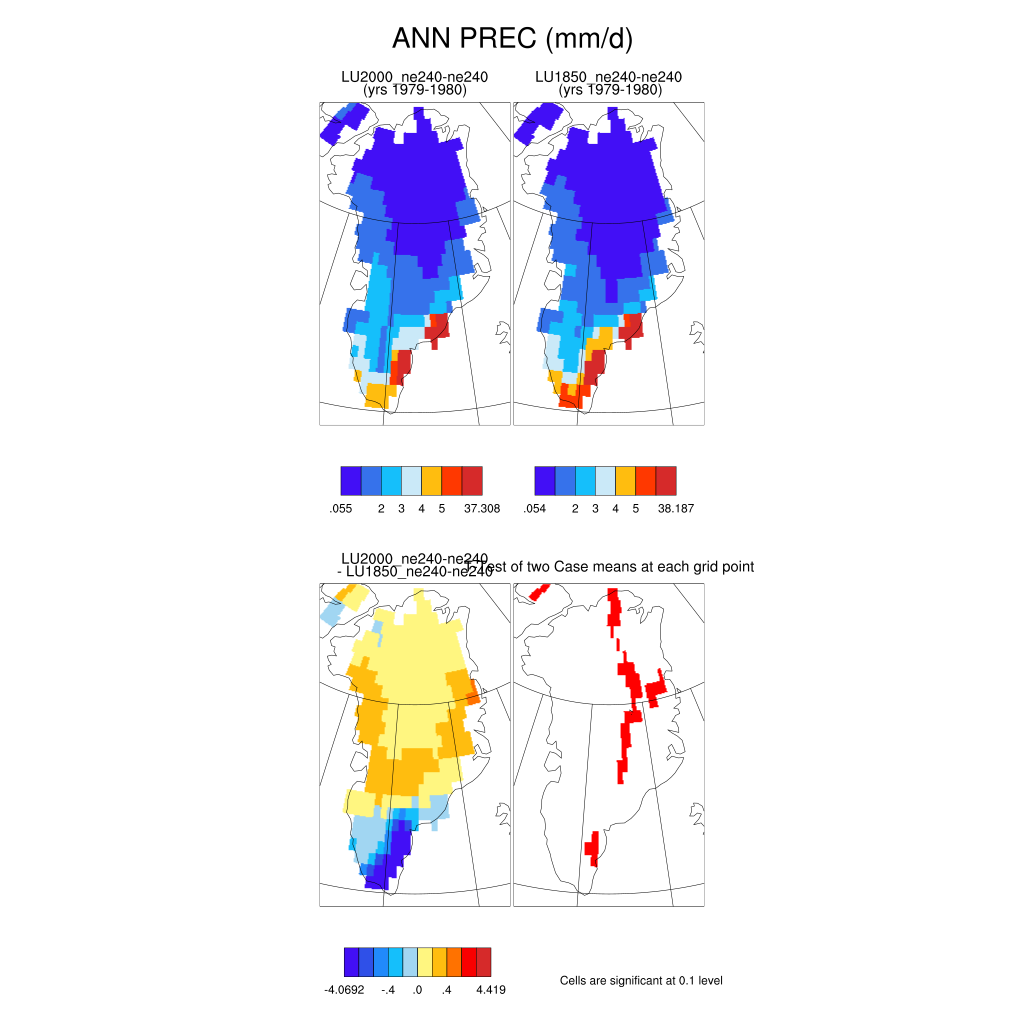 ANN PREC (mm/d)
LU2000_ne240-ne240
(yrs 1979-1980)
LU1850_ne240-ne240
(yrs 1979-1980)
.055 2 3 4 5 37.308
.054 2 3 4 5 38.187
LU2000_ne240-ne240
- LU1850_ne240-ne240
T-Test of two Case means at each grid point
-4.0692 -.4 .0 .4 4.419
Cells are significant at 0.1 level